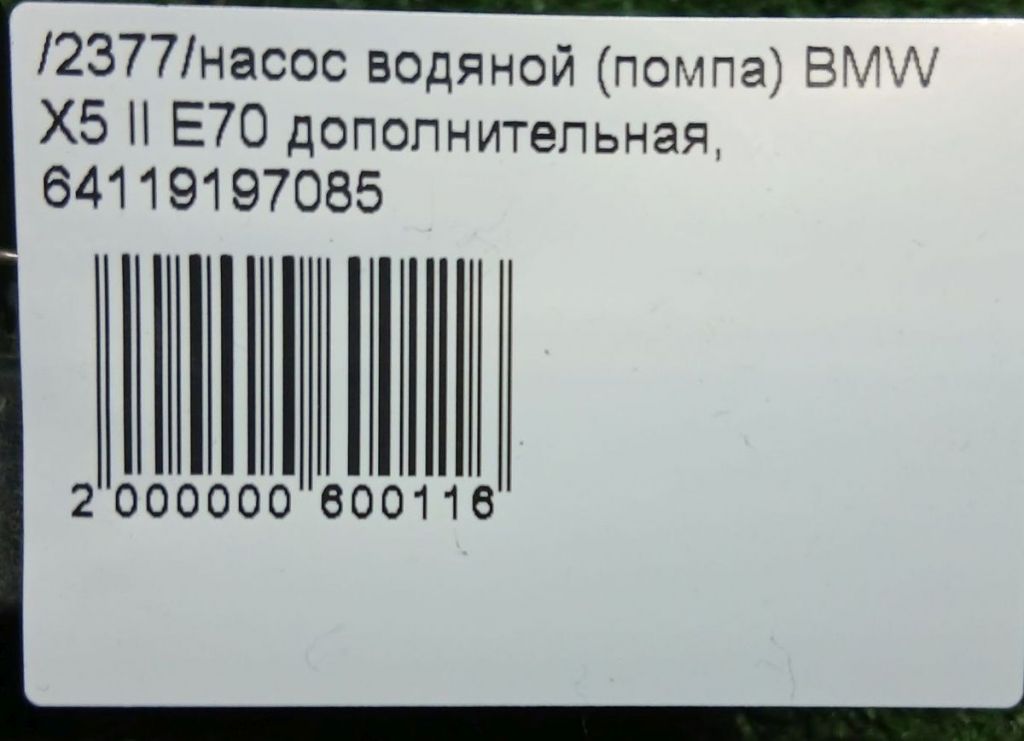 /2377/насос водяной (помпа) BMW
X5 II E70 дополнительная,
64119197085
2 000000 600116